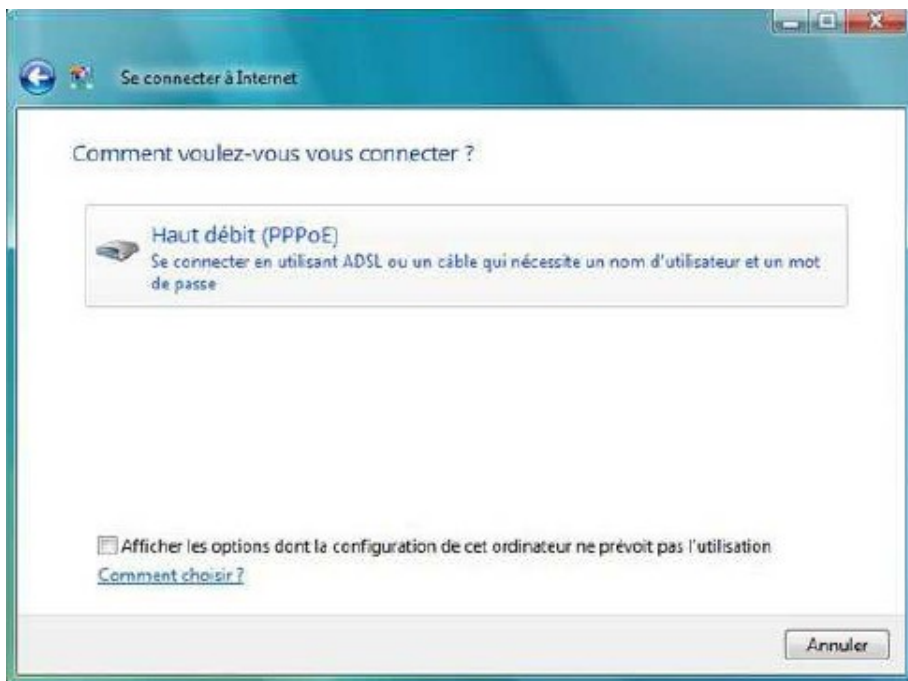 Se connecter à Internet
Comment voulez-vous vous connecter ?
Haut débit (PPPoE)
Se connecter en utilisant ADSL ou un câble qui nécessite un nom d'utilisateur et un mot
de passe
Afficher les options dont la configuration de cet ordinateur ne prévoit pas l'utilisation
Comment choisir ?
Annuler